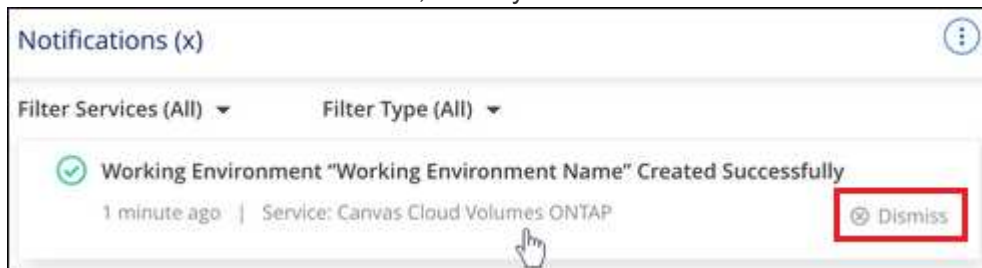 Notifications (x)
Filter Services (All) Filter Type (All)
Working Environment “Working Environment Name” Created Successfully
1 minute ago | Service: Canvas Cloud Volumes ONTAP
Dismiss